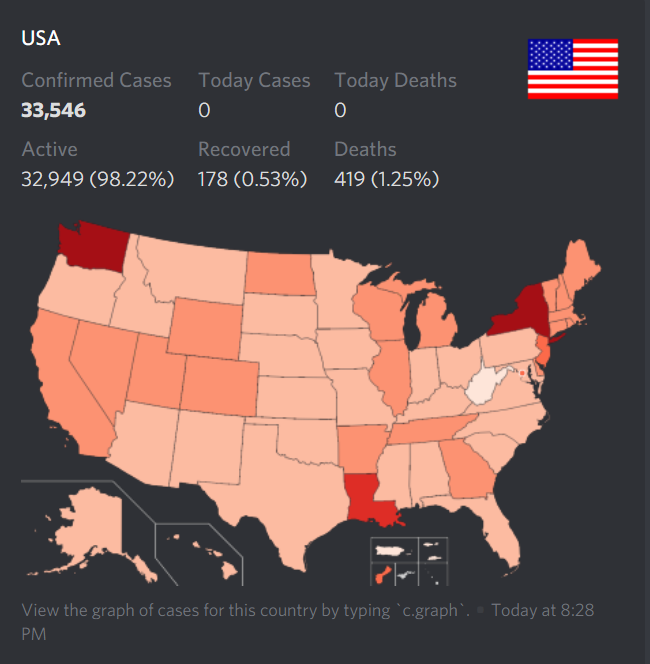 USA
Confirmed Cases Today Cases Today Deaths
33,546 0 0
Active Recovered Deaths
32,949 (98.22%) 178 (0.53%) 419 (1.25%)
View the graph of cases for this country by typing `c.graph`. • Today at 8:28
PM